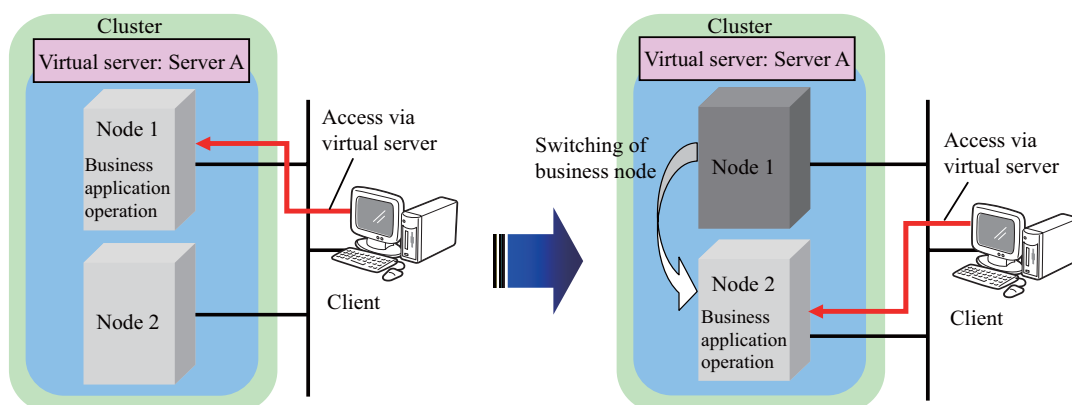 Cluster
Virtual server: Server A
Node 1
Business
application
operation
Node 2
Access via
virtual server
Client
Cluster
Virtual server: Server A
Switching of
business node
Node 1
Node 2
Business
application
operation
Access via
virtual server
Client